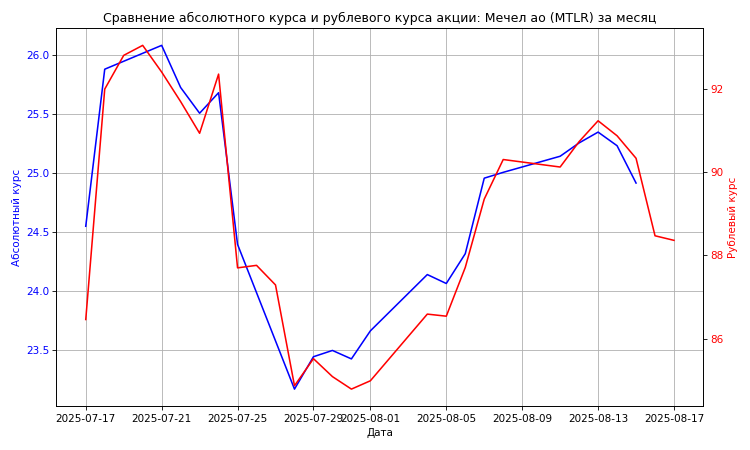 Сравнение абсолютного курса и рублевого курса акции: Мечел ао (MTLR) за месяц
26.0
25.5
25.0
24.5
24.0
23.5
Абсолютный курс
92
90
88
86
Рублевый курс
2025-07-17 2025-07-21 2025-07-25 2025-07-29 2025-08-01 2025-08-05 2025-08-09 2025-08-13 2025-08-17
Дата